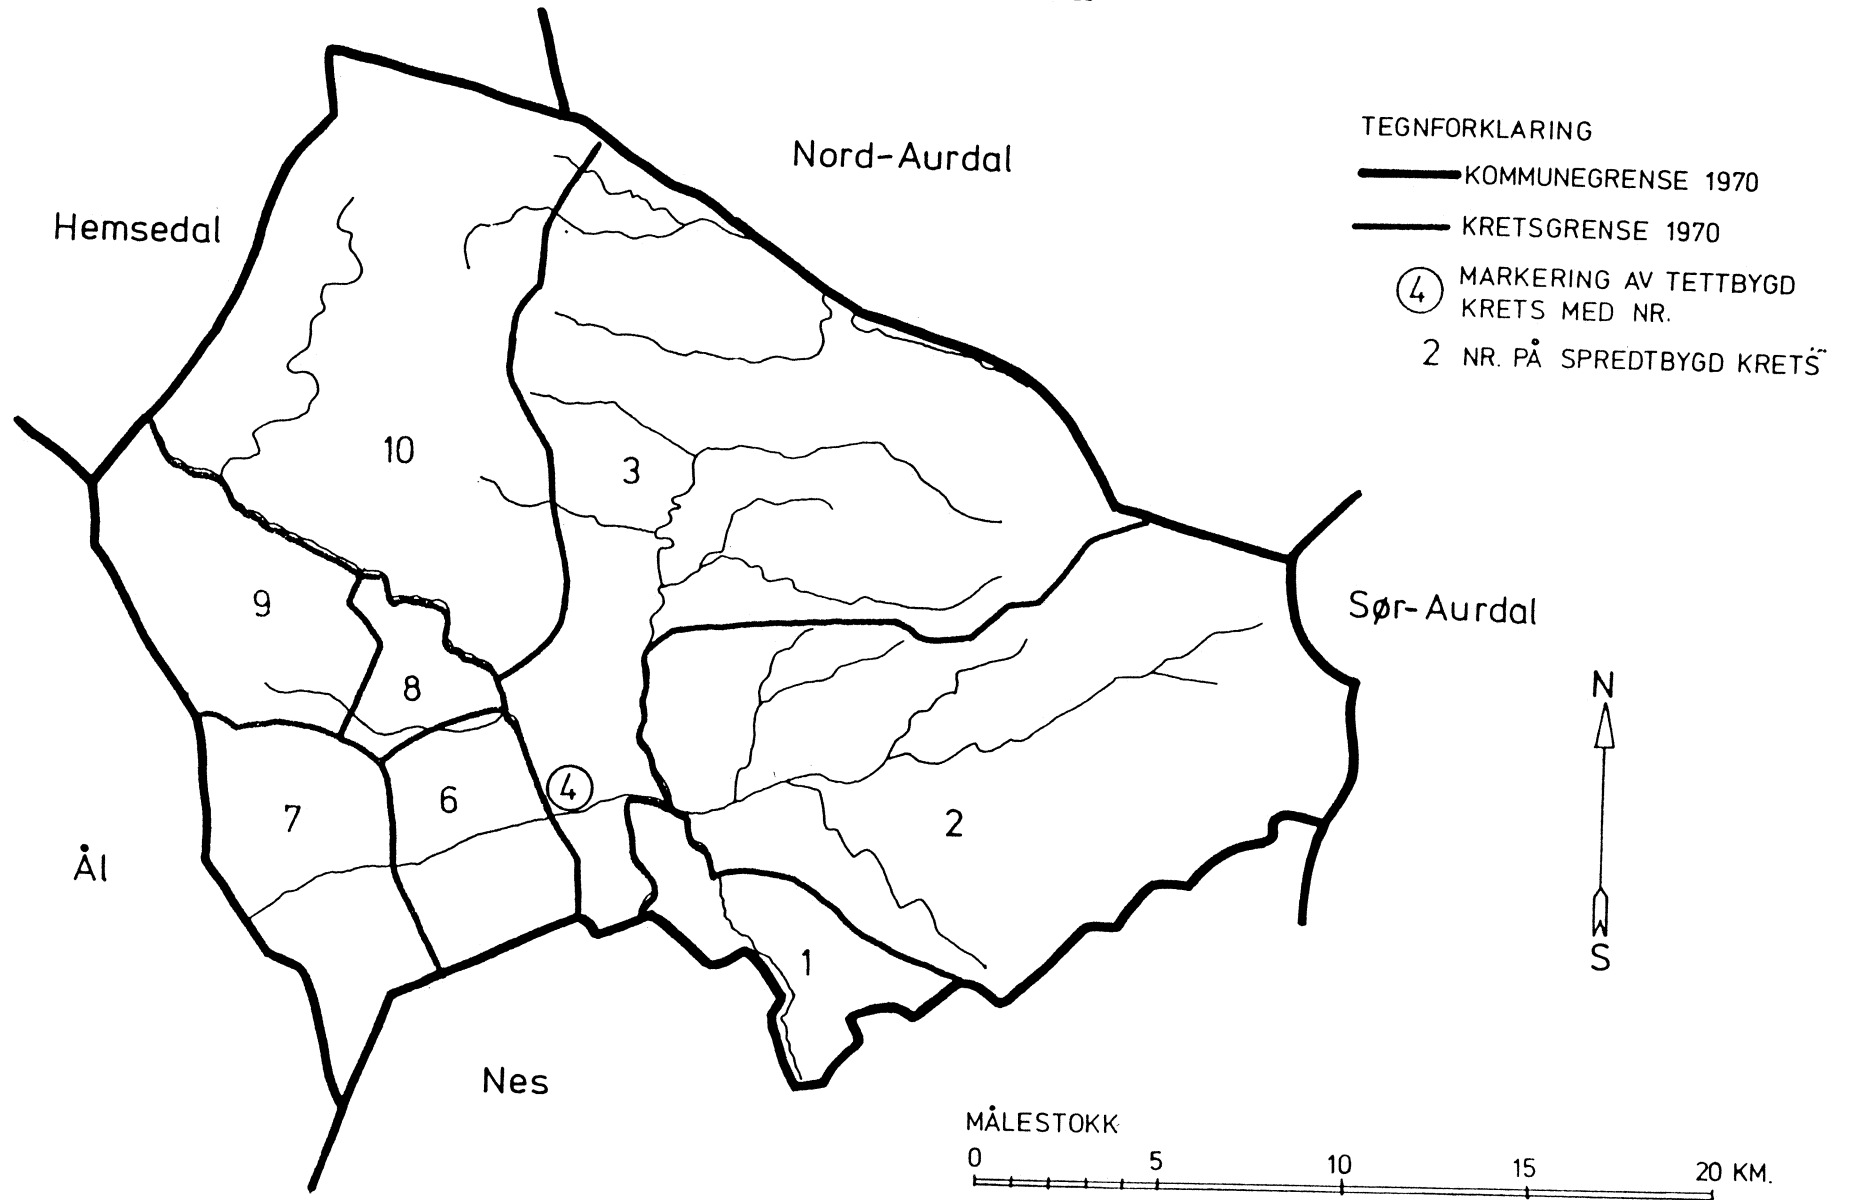 Nord-Aurdal
Hemsedal
TEGNFORKLARING
KOMMUNEGRENSE 1970
KRETSGRENSE 1970
4 MARKERING AV TETTBYGD
KRETS MED NR.
2 NR. PÅ SPREDTBYGD KRETS
10
3
9
8
Sør-Aurdal
4
6
7
2
Ål
1
Nes
N
S
MÅLESTOKK
0 5 10 15 20 KM.